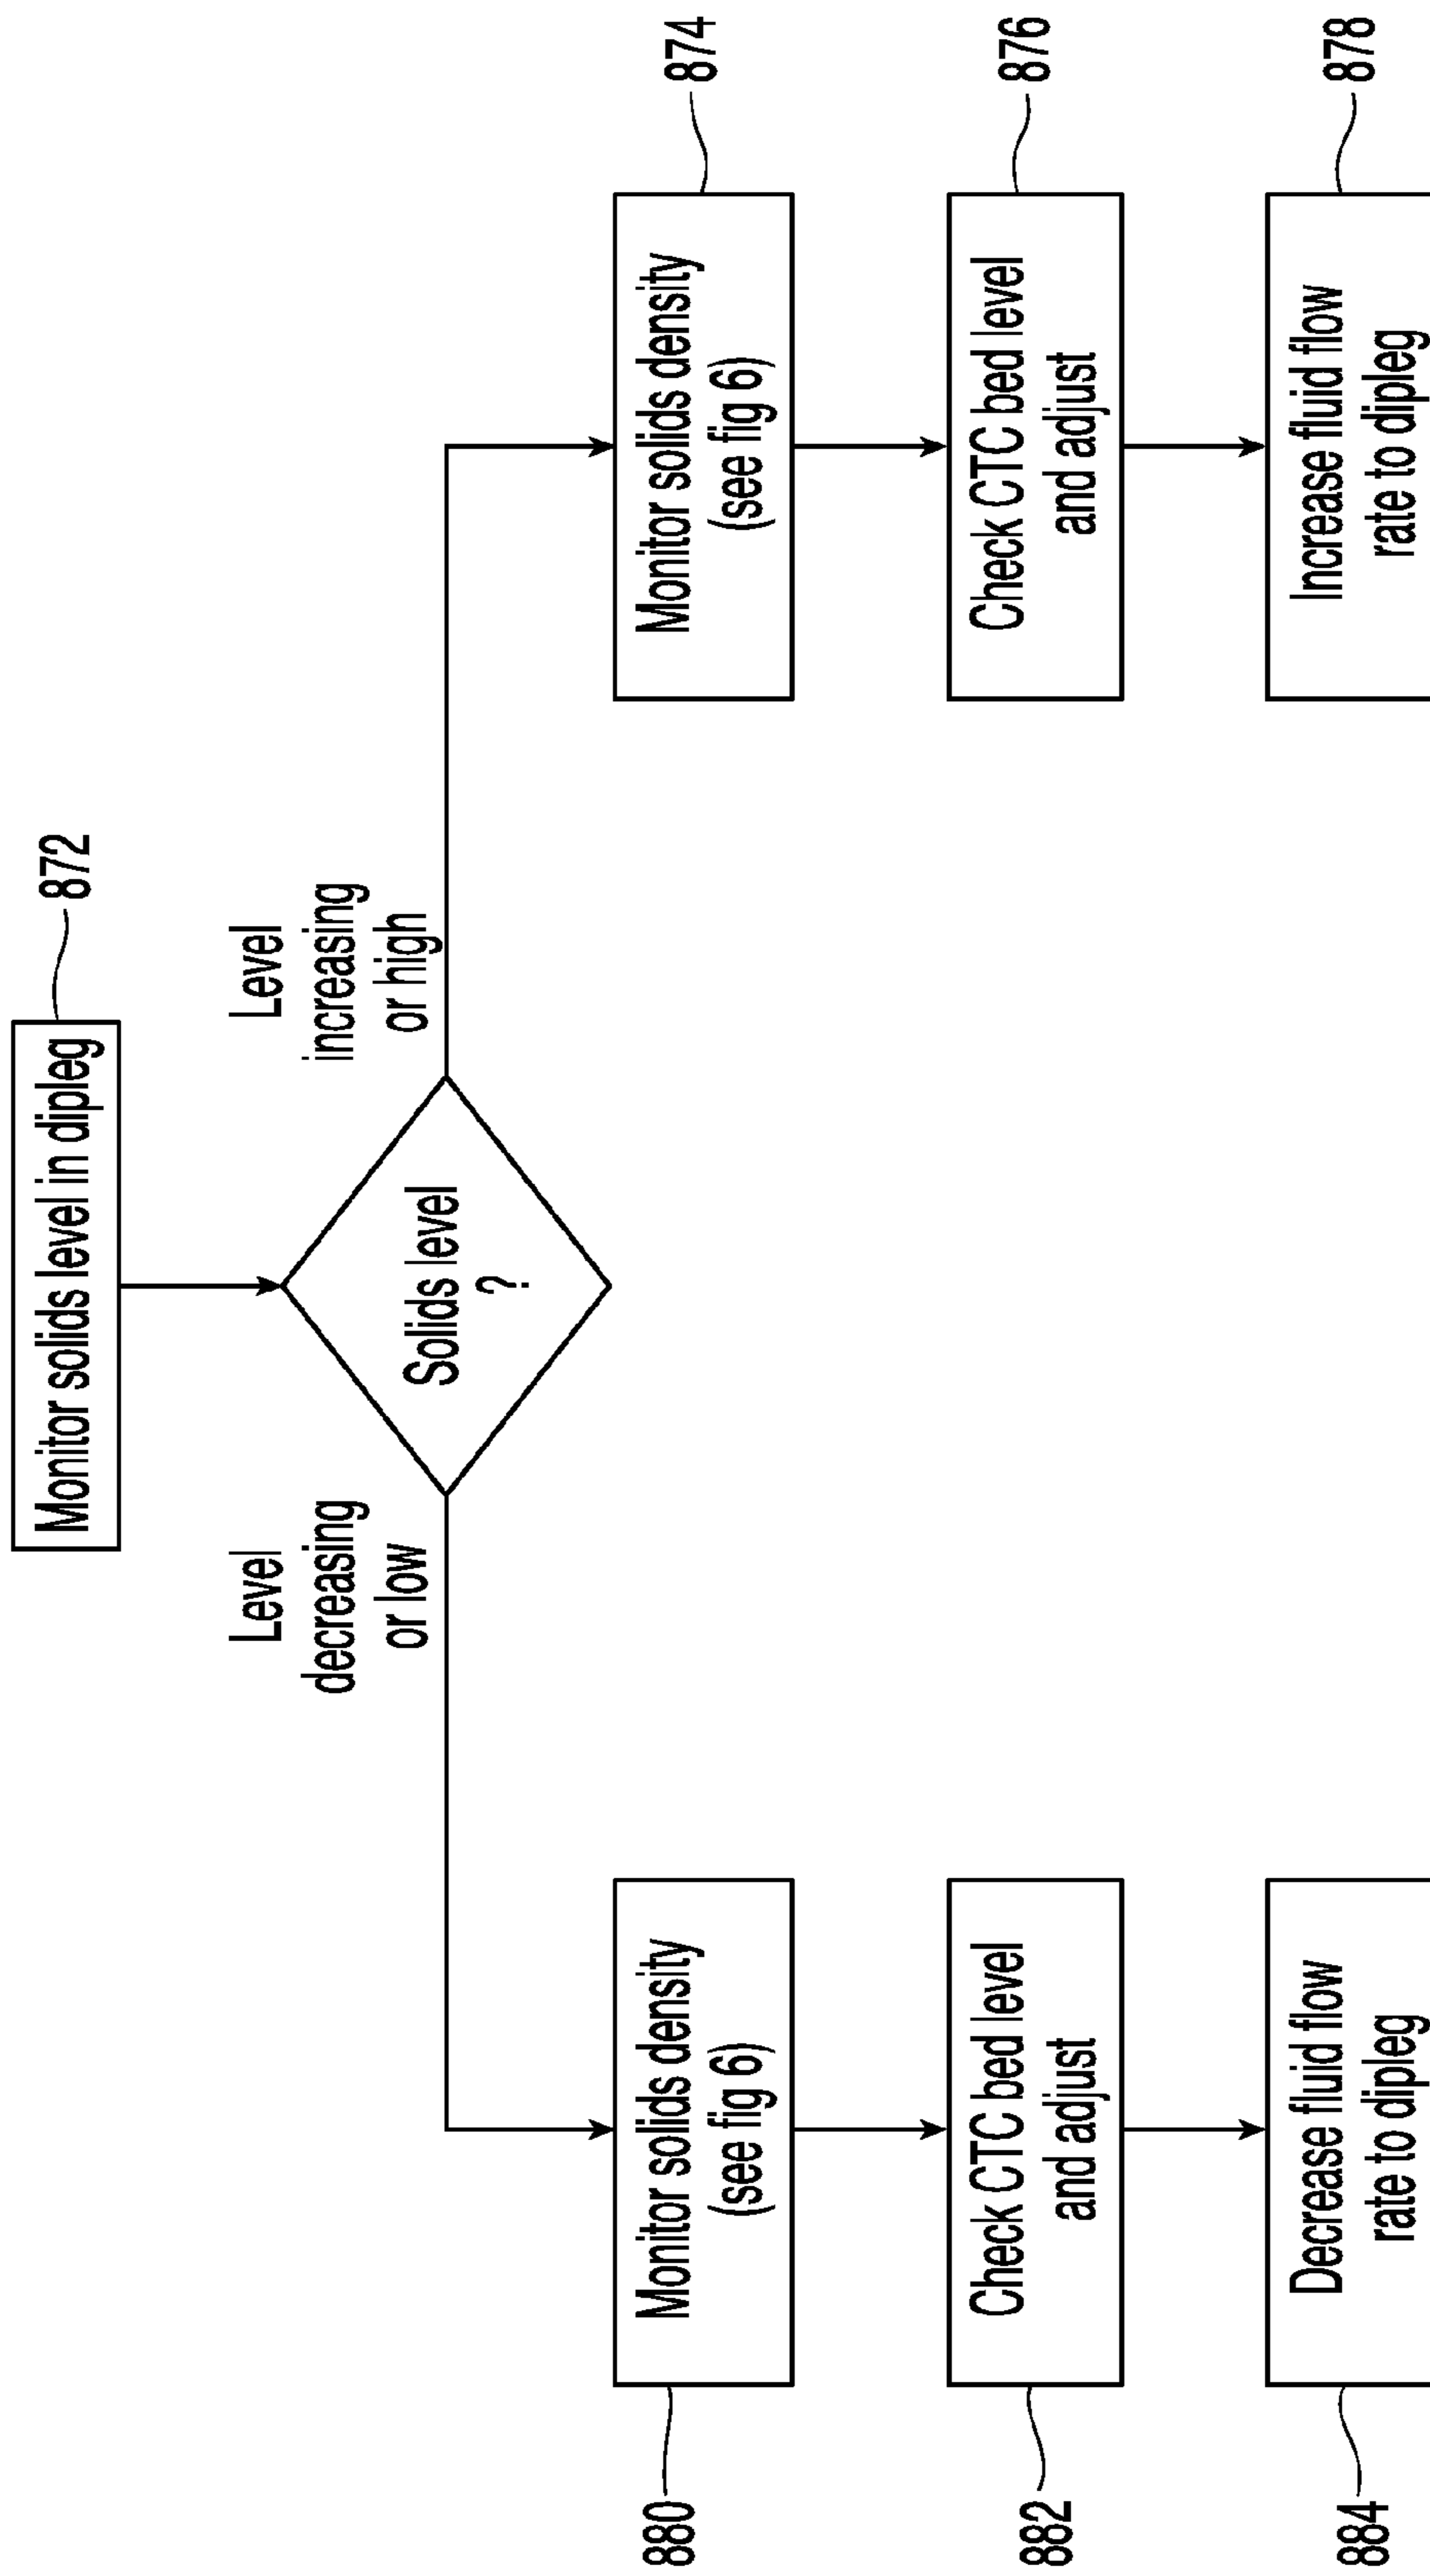 Monitor solids level in dipleg
872
Level
decreasing
or low
Solids level
?
Level
increasing
or high
880
Monitor solids density
(see fig 6)
Monitor solids density
(see fig 6)
874
882
Check CTC bed level
and adjust
Check CTC bed level
and adjust
876
884
Decrease fluid flow
rate to dipleg
Increase fluid flow
rate to dipleg
878